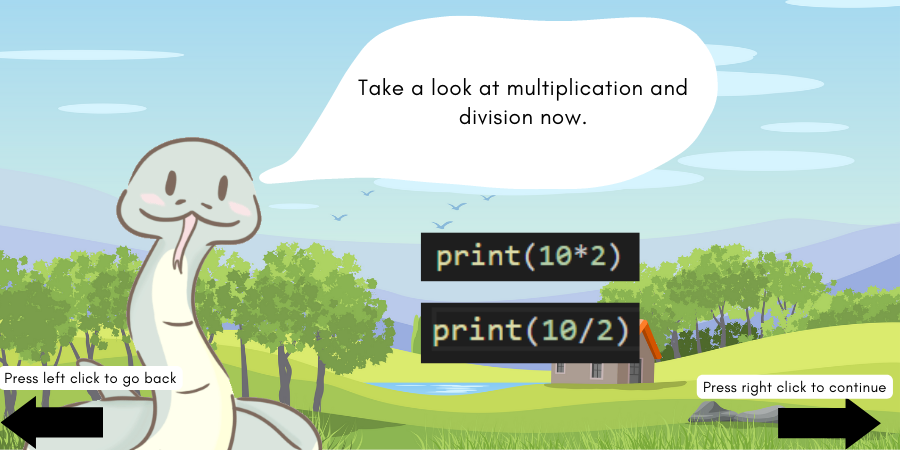 Take a look at multiplication and
division now.
print(10*2)
print(10/2)
Press left click to go back
Press right click to continue